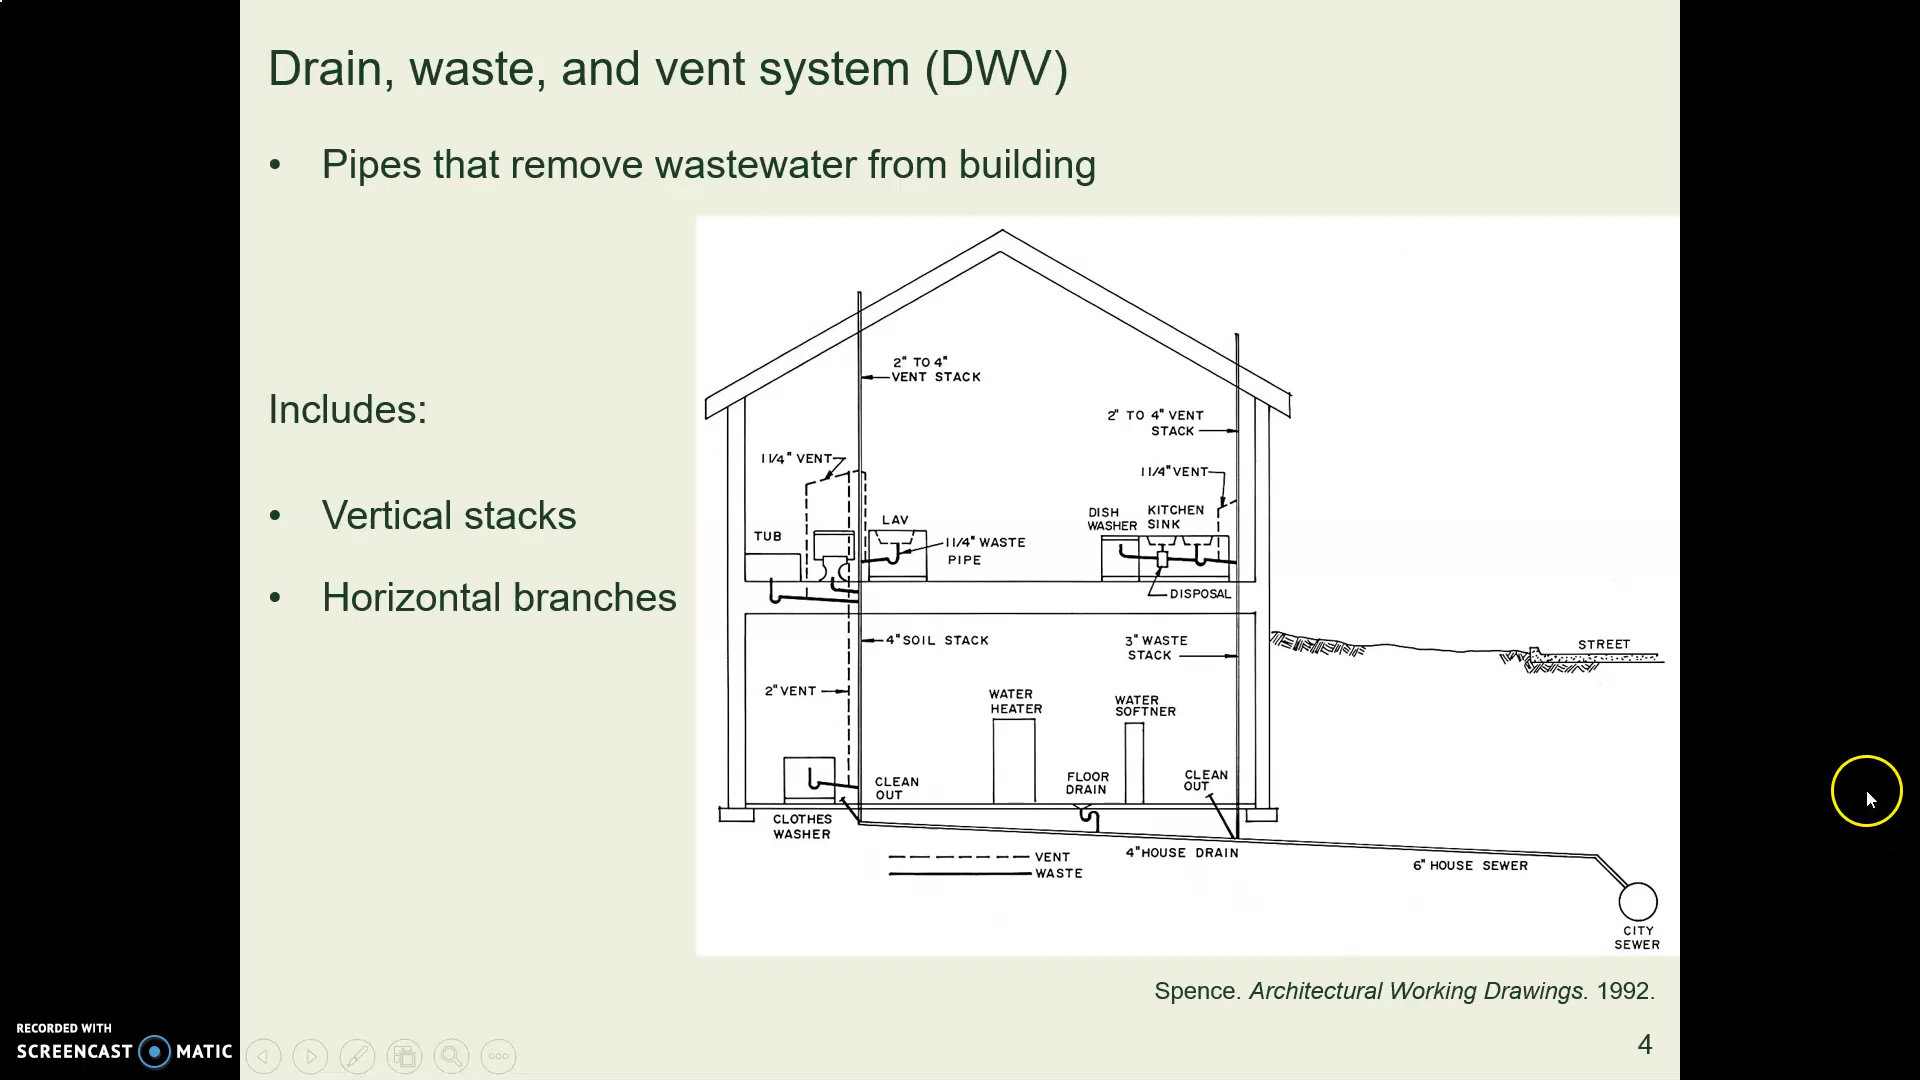 Drain, waste, and vent system (DWV)
• Pipes that remove wastewater from building
Includes:
• Vertical stacks
• Horizontal branches
2" TO 4"
VENT STACK
2" TO 4" VENT
STACK
1 1/4" VENT
1 1/4" VENT
TUB
LAV
1 1/4" WASTE
PIPE
DISH
WASHER
KITCHEN
SINK
DISPOSAL
4" SOIL STACK
3" WASTE
STACK
STREET
2" VENT
WATER
HEATER
WATER
SOFTNER
CLEAN
OUT
FLOOR
DRAIN
CLEAN
OUT
CLOTHES
WASHER
VENT
WASTE
4" HOUSE DRAIN
6" HOUSE SEWER
CITY
SEWER
Spence. Architectural Working Drawings. 1992.
4
RECORDED WITH
SCREENCAST MATIC